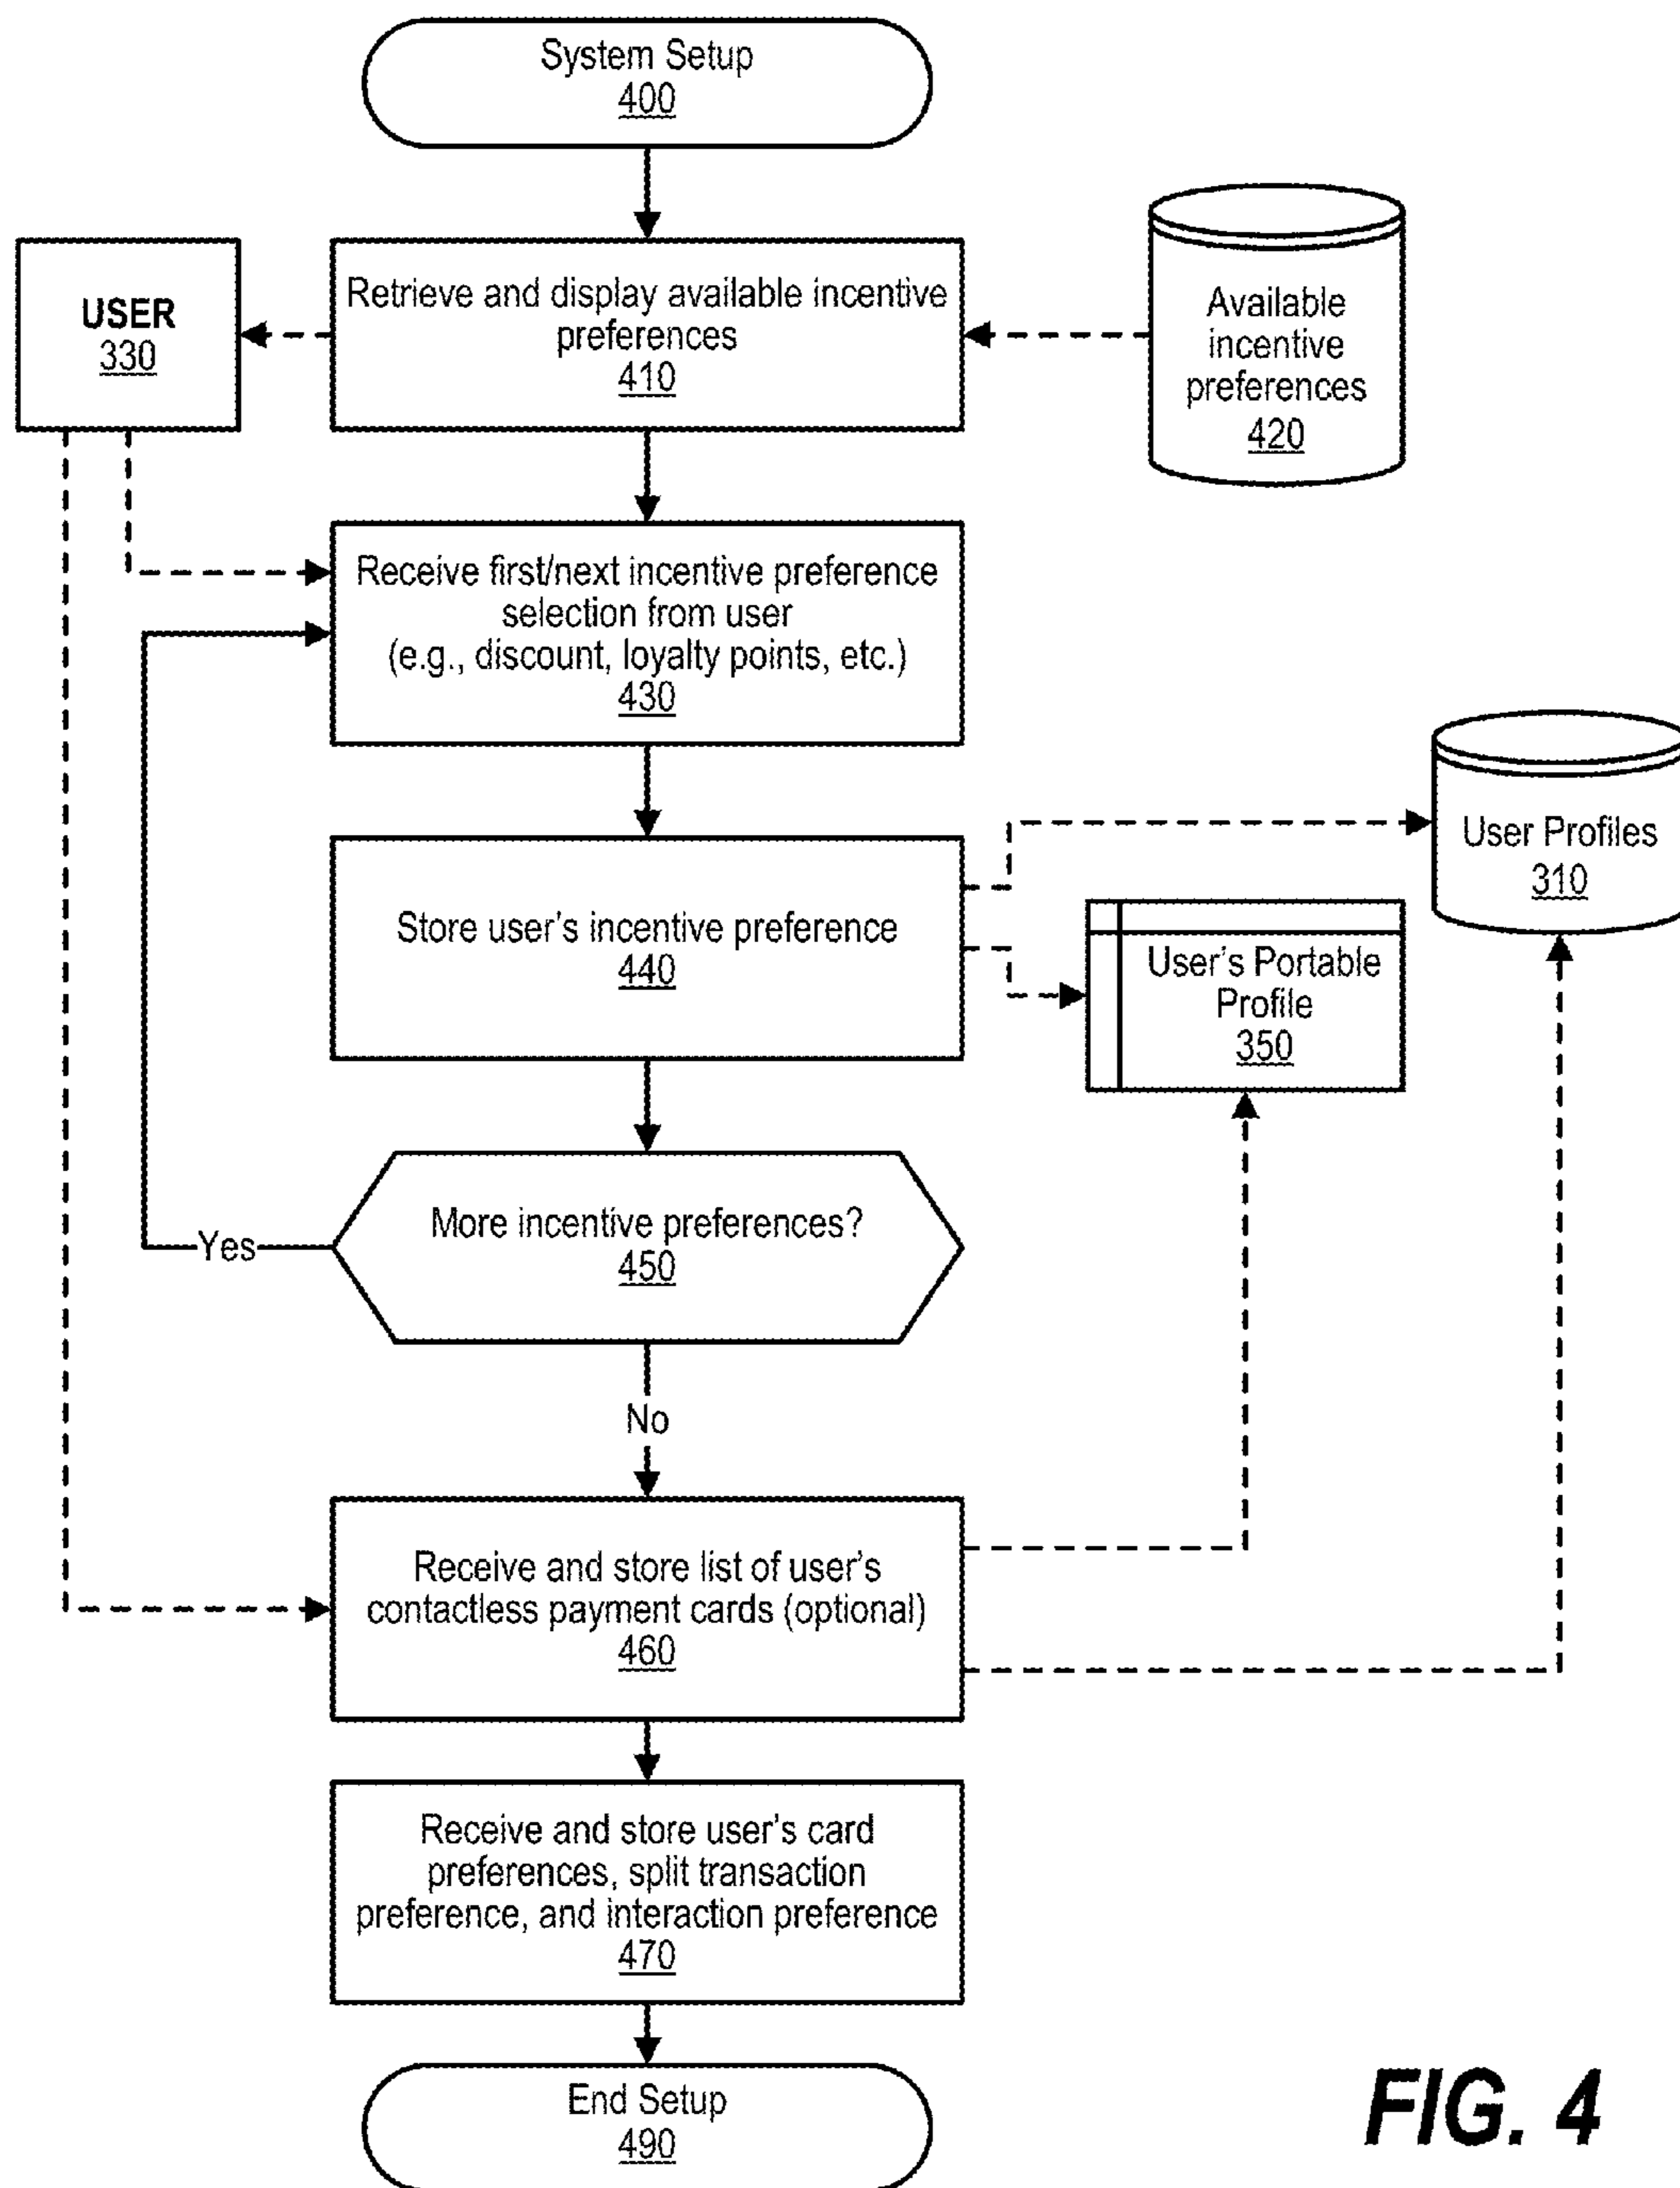 System Setup
400
USER
330
Retrieve and display available incentive
preferences
410
Available
incentive
preferences
420
Receive first/next incentive preference
selection from user
(e.g., discount, loyalty points, etc.)
430
User Profiles
310
Store user's incentive preference
440
User's Portable
Profile
350
More incentive preferences?
450
Yes
No
Receive and store list of user's
contactless payment cards (optional)
460
Receive and store user's card
preferences, split transaction
preference, and interaction preference
470
End Setup
490
FIG. 4